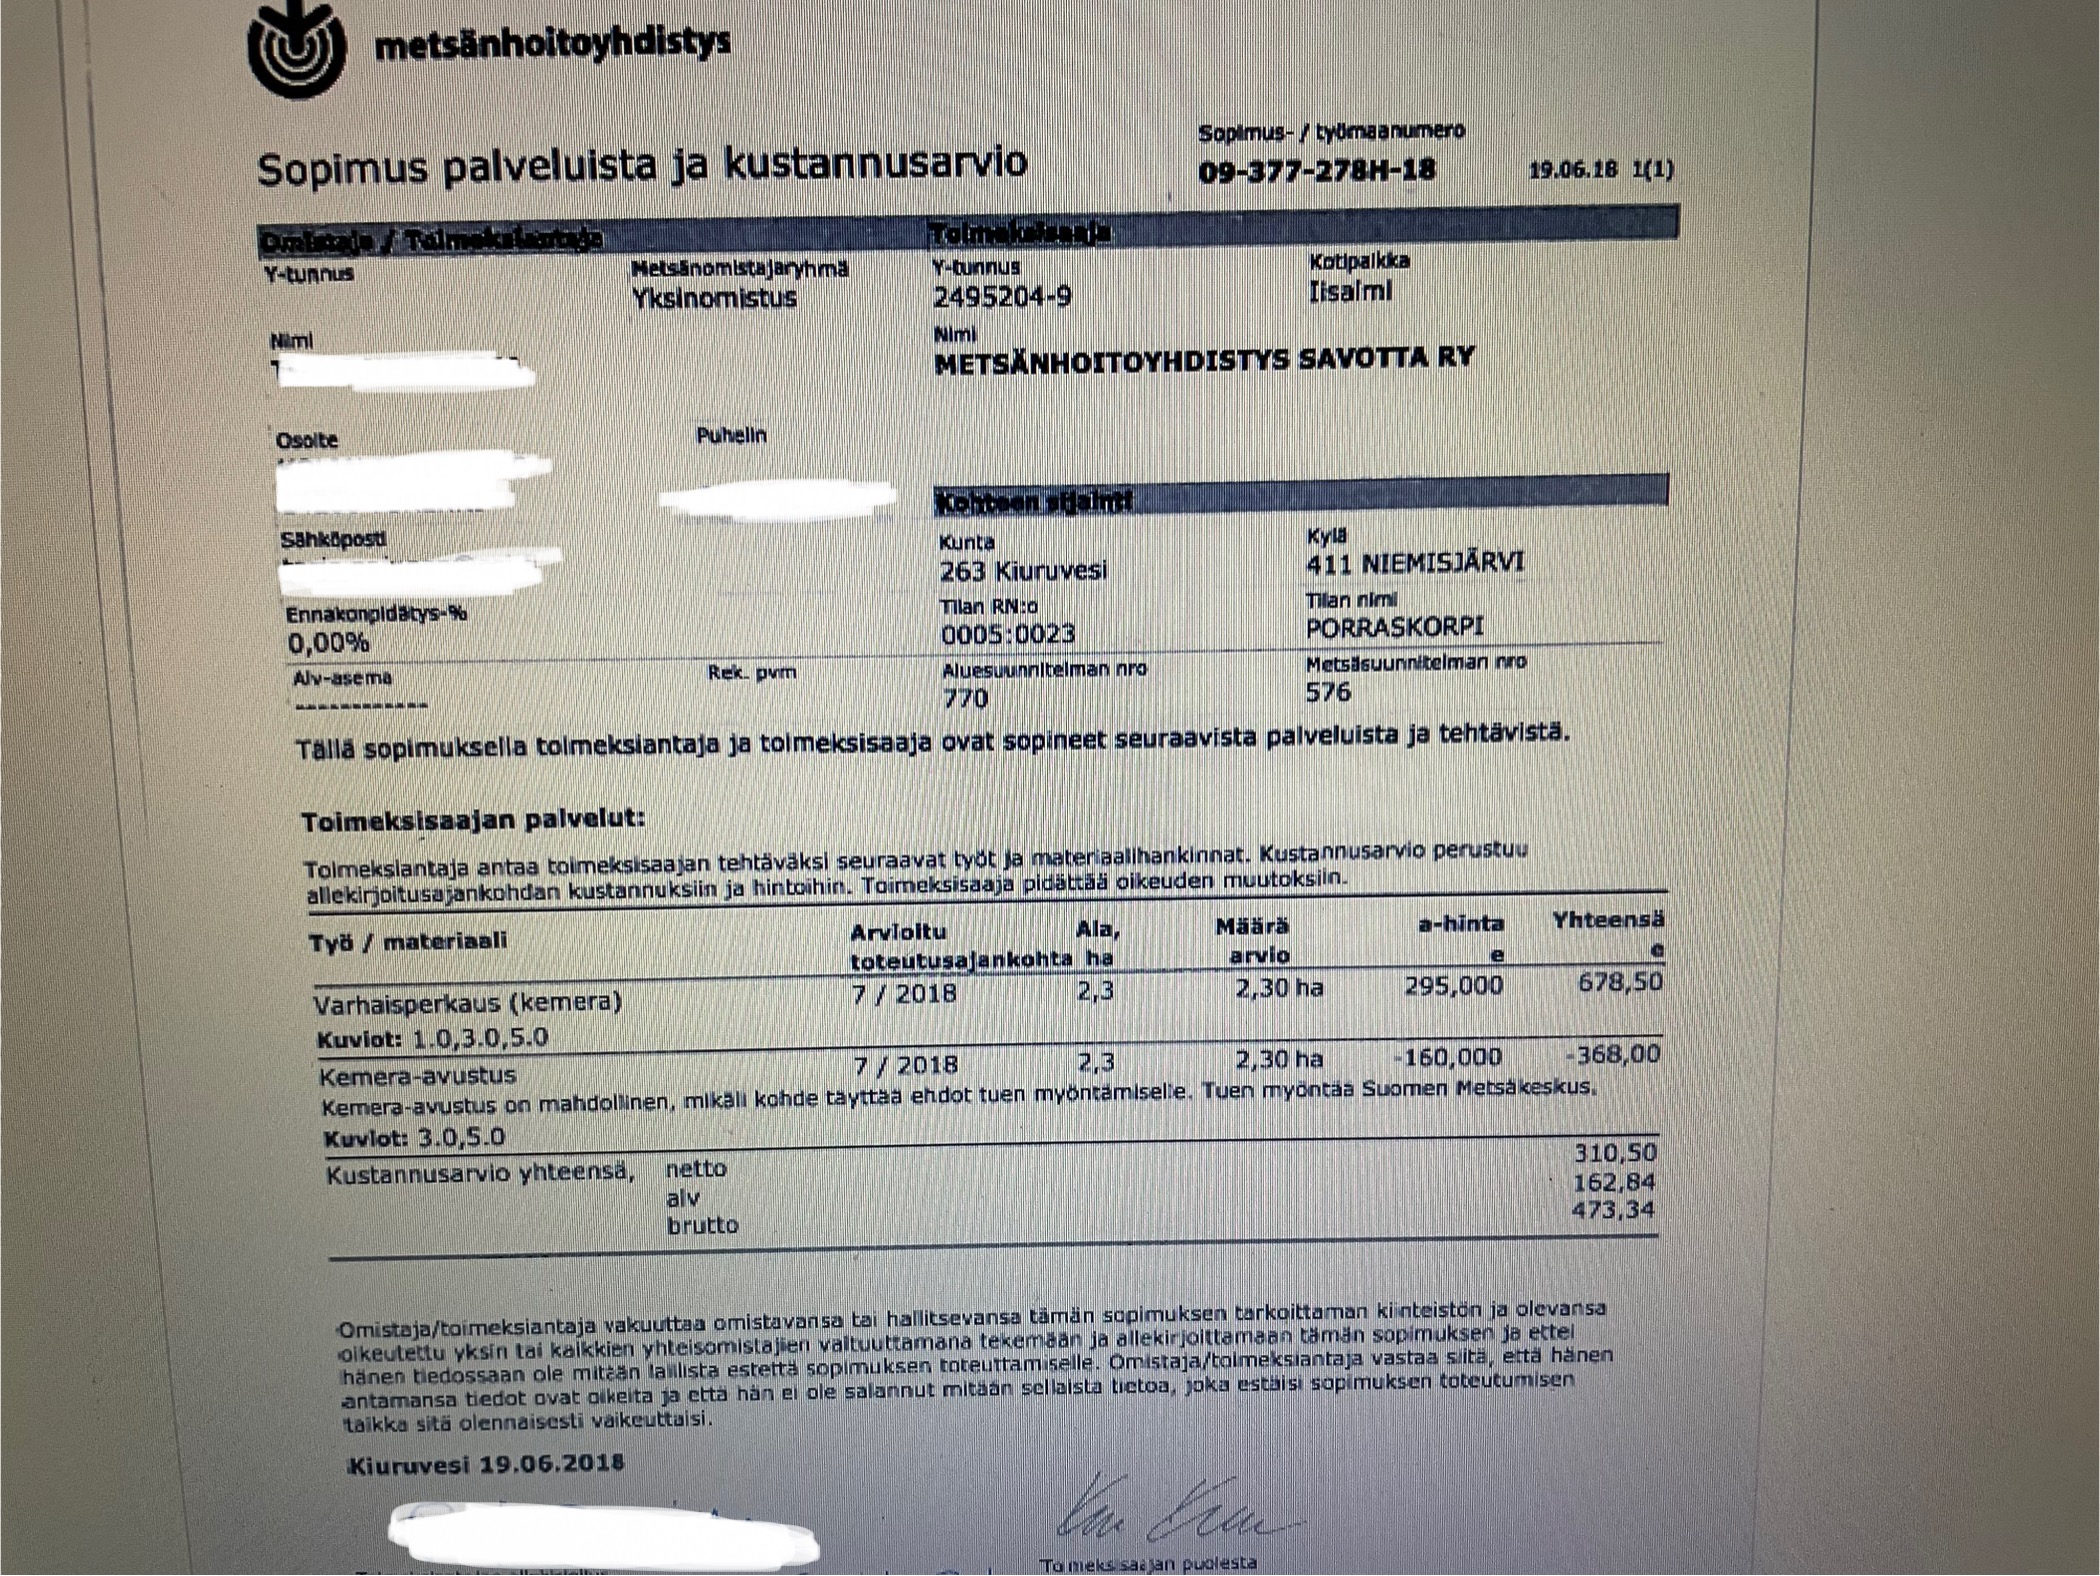 metsänhoitoyhdistys
Sopimus- / työmaanumero
Sopimus palveluista ja kustannusarvio
09-377-278H-18 19.06.18 1(1)
Omistaja / Toimeksiantaja Toimeksisaaja
Y-tunnus Metsänomistajaryhmä Y-tunnus Kotipaikka
Yksinomistus 2495204-9 Iisalmi
Nimi Nimi
METSÄNHOITOYHDISTYS SAVOTTA RY
Osoite Puhelin
Kohteen sijainti
Sähköposti Kunta Kylä
263 Kiuruvesi 411 NIEMISJÄRVI
Ennakonpidätys-% Tilan RN:o Tilan nimi
0,00% 0005:0023 PORRASKORPI
Alv-asema Rek. pvm Aluesuunnitelman nro Metsäsuunnitelman nro
------------ 770 576
Tällä sopimuksella toimeksiantaja ja toimeksisaaja ovat sopineet seuraavista palveluista ja tehtävistä.
Toimeksisaajan palvelut:
Toimeksiantaja antaa toimeksisaajan tehtäväksi seuraavat työt ja materiaalihankinnat. Kustannusarvio perustuu
allekirjoitusajankohdan kustannuksiin ja hintoihin. Toimeksisaaja pidättää oikeuden muutoksiin.
Työ / materiaali Arvioitu Ala, Määrä a-hinta Yhteensä
toteutusajankohta ha arvio e e
Varhaisperkaus (kemera) 7 / 2018 2,3 2,30 ha 295,000 678,50
Kuviot: 1.0,3.0,5.0
Kemera-avustus 7 / 2018 2,3 2,30 ha -160,000 -368,00
Kemera-avustus on mahdollinen, mikäli kohde täyttää ehdot tuen myöntämiselle. Tuen myöntää Suomen Metsäkeskus.
Kuviot: 3.0,5.0
Kustannusarvio yhteensä, netto 310,50
alv 162,84
brutto 473,34
Omistaja/toimeksiantaja vakuuttaa omistavansa tai hallitsevansa tämän sopimuksen tarkoittaman kiinteistön ja olevansa
oikeutettu yksin tai kaikkien yhteisomistajien valtuuttamana tekemään ja allekirjoittamaan tämän sopimuksen ja ettei
hänen tiedossaan ole mitään laillista estettä sopimuksen toteuttamiselle. Omistaja/toimeksiantaja vastaa siitä, että hänen
antamansa tiedot ovat oikeita ja että hän ei ole salannut mitään sellaista tietoa, joka estäisi sopimuksen toteutumisen
taikka sitä olennaisesti vaikeuttaisi.
Kiuruvesi 19.06.2018
Toimeksisaajan puolesta